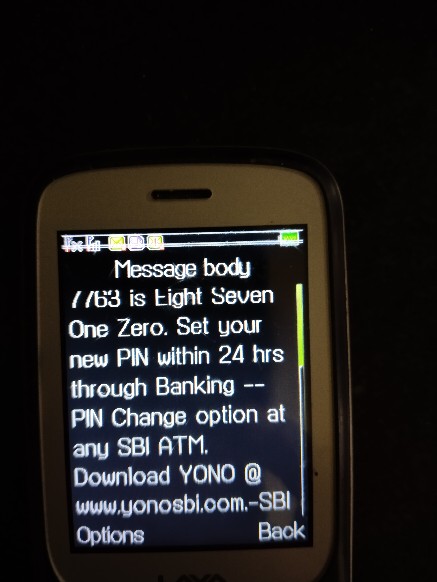 Message body
7763 is Eight Seven
One Zero. Set your
new PIN within 24 hrs
through Banking --
PIN Change option at
any SBI ATM.
Download YONO @
www.yonosbi.com.-SBI
Options Back
LAVA